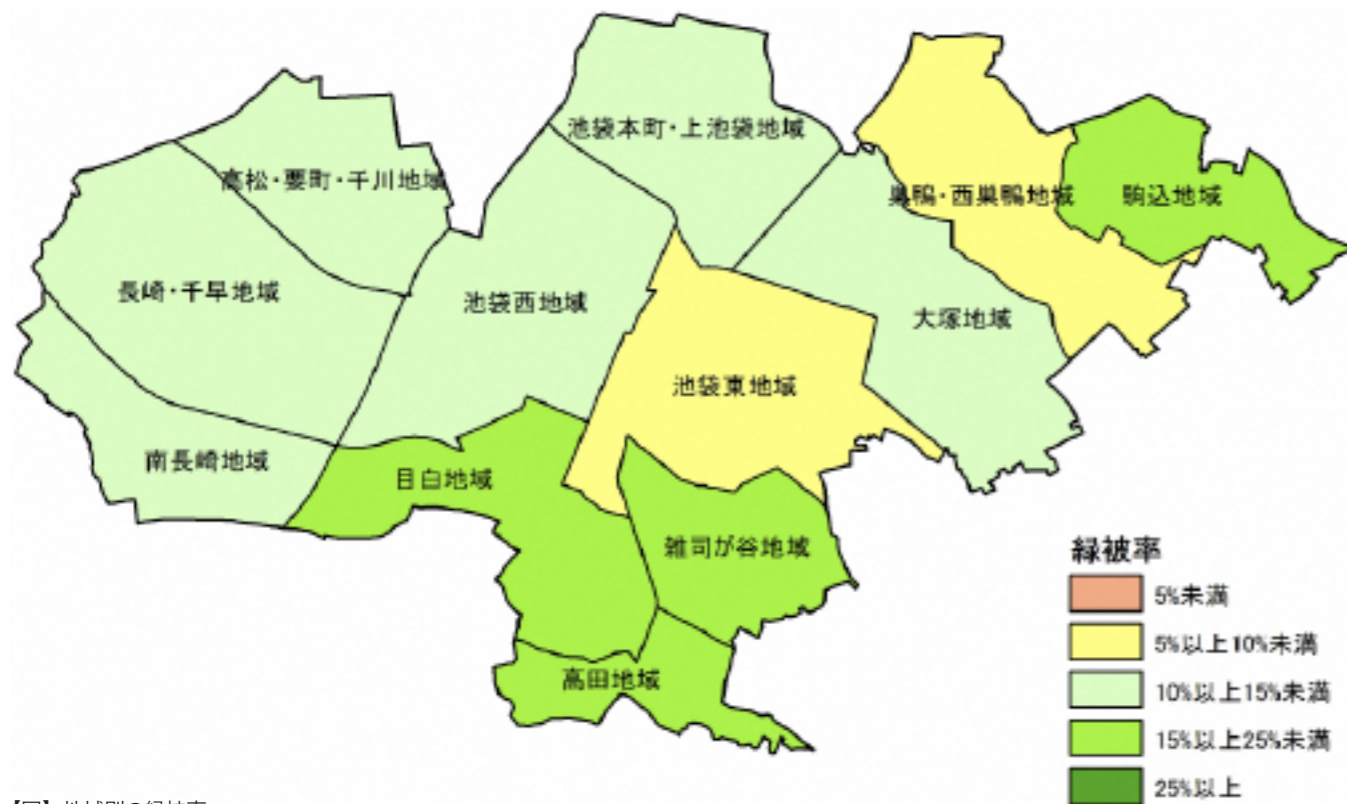 池袋本町・上池袋地域
高松・要町・千川地域
巣鴨・西巣鴨地域
駒込地域
長崎・千早地域
池袋西地域
大塚地域
池袋東地域
南長崎地域
目白地域
雑司が谷地域
高田地域
緑被率
5%未満
5%以上10%未満
10%以上15%未満
15%以上25%未満
25%以上